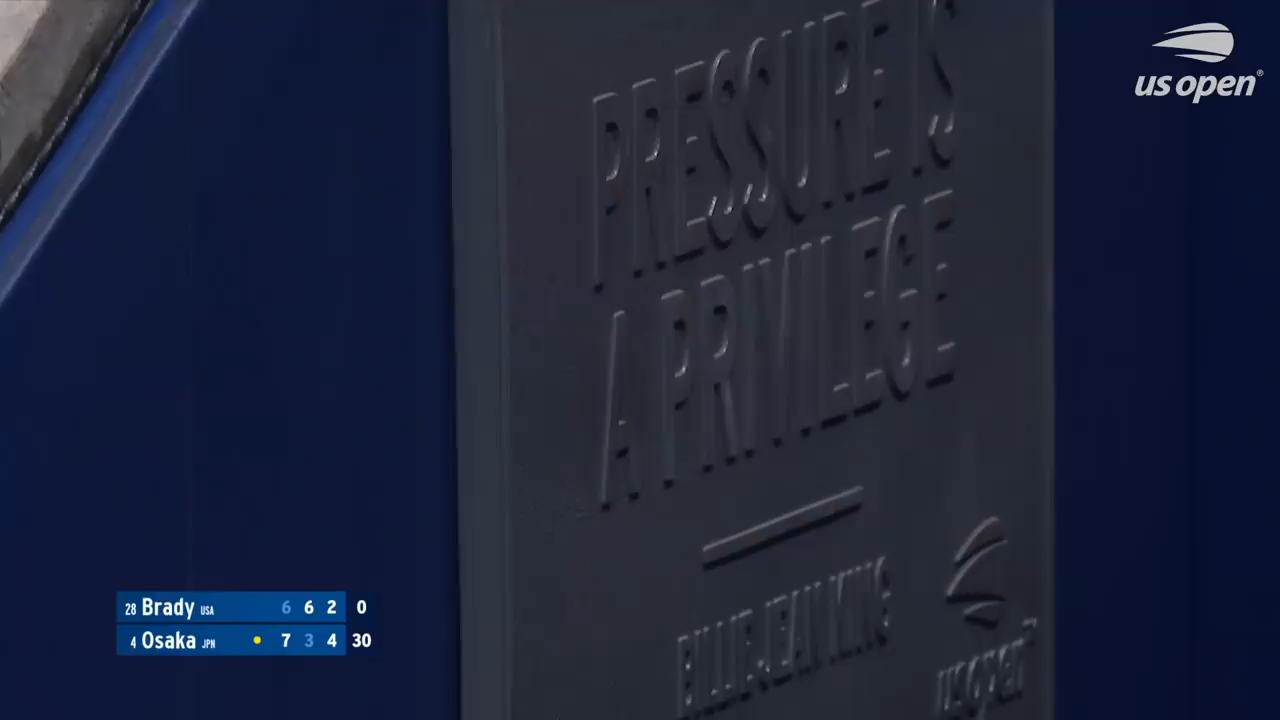 us open®
PRESSURE IS
A PRIVILEGE
BILLIE JEAN KING
us open
28 Brady USA 6 6 2 0
4 Osaka JPN 7 3 4 30